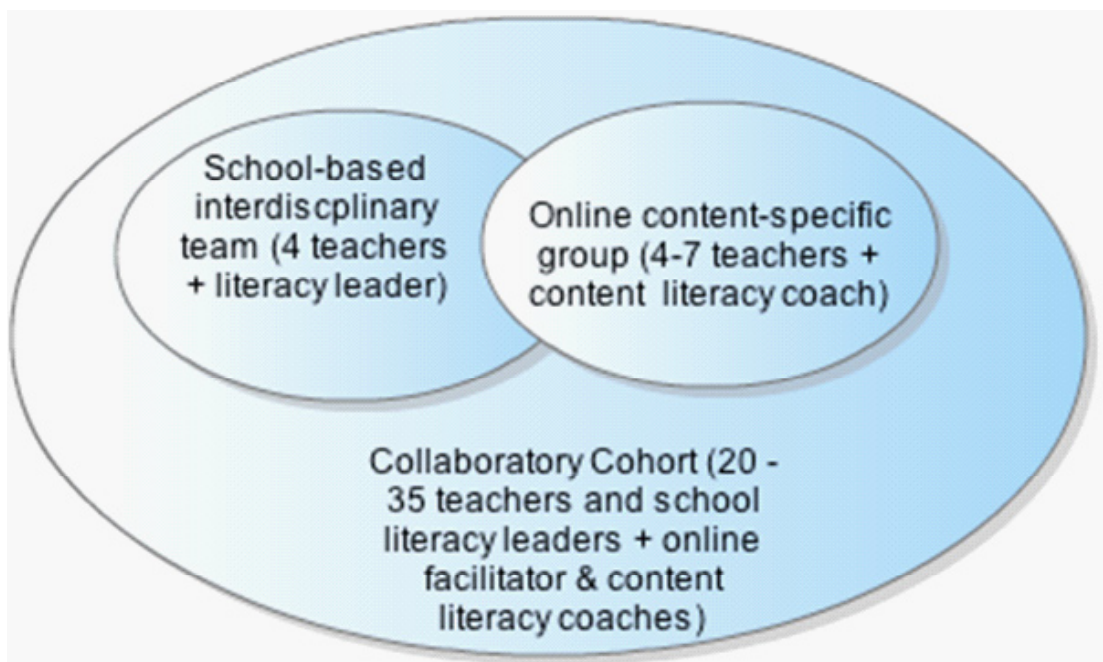 School-based
interdiscplinary
team (4 teachers
+ literacy leader)
Online content-specific
group (4-7 teachers +
content literacy coach)
Collaboratory Cohort (20 -
35 teachers and school
literacy leaders + online
facilitator & content
literacy coaches)